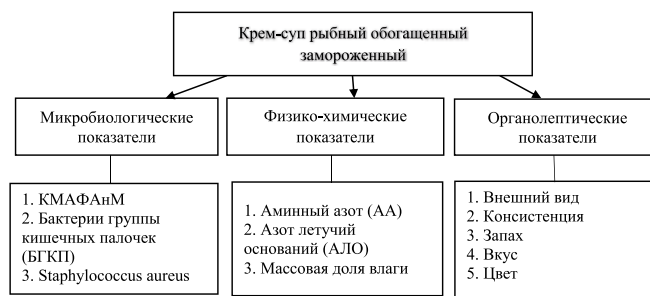 Крем-суп рыбный обогащенный
замороженный
Микробиологические
показатели
Физико-химические
показатели
Органолептические
показатели
1. КМАФАнМ
2. Бактерии группы
кишечных палочек
(БГКП)
3. Staphylococcus aureus
1. Аминный азот (АА)
2. Азот летучий
оснований (АЛО)
3. Массовая доля влаги
1. Внешний вид
2. Консистенция
3. Запах
4. Вкус
5. Цвет